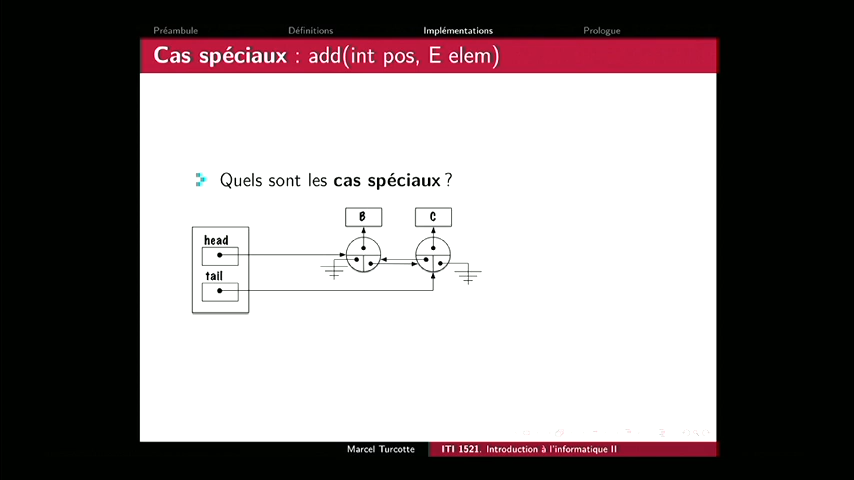 Préambule Définitions Implémentations Prologue
Cas spéciaux : add(int pos, E elem)
Quels sont les cas spéciaux ?
B C
head
tail
Marcel Turcotte ITI 1521. Introduction à l'informatique II